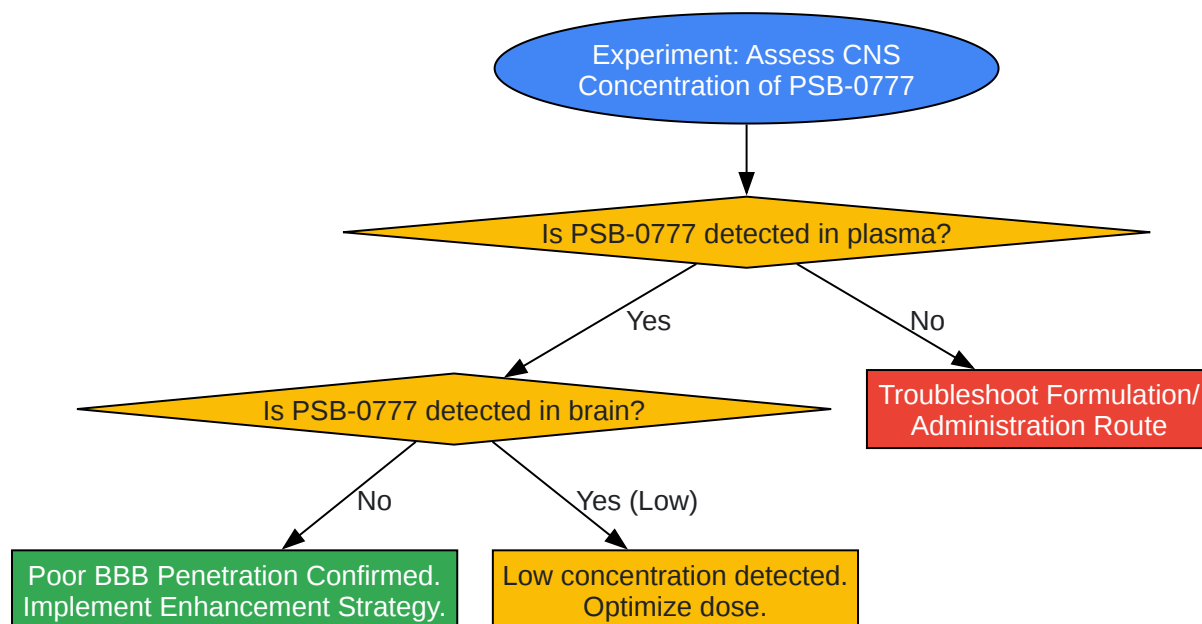 Experiment: Assess CNS
Concentration of PSB-0777
Is PSB-0777 detected in plasma?
Yes
No
Is PSB-0777 detected in brain?
Troubleshoot Formulation/
Administration Route
No
Yes (Low)
Poor BBB Penetration Confirmed.
Implement Enhancement Strategy.
Low concentration detected.
Optimize dose.